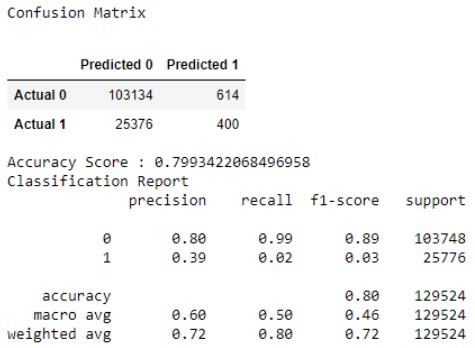 Confusion Matrix
Predicted 0 Predicted 1
Actual 0 103134 614
Actual 1 25376 400
Accuracy Score : 0.7993422068496958
Classification Report
precision recall f1-score support
0 0.80 0.99 0.89 103748
1 0.39 0.02 0.03 25776
accuracy 0.80 129524
macro avg 0.60 0.50 0.46 129524
weighted avg 0.72 0.80 0.72 129524